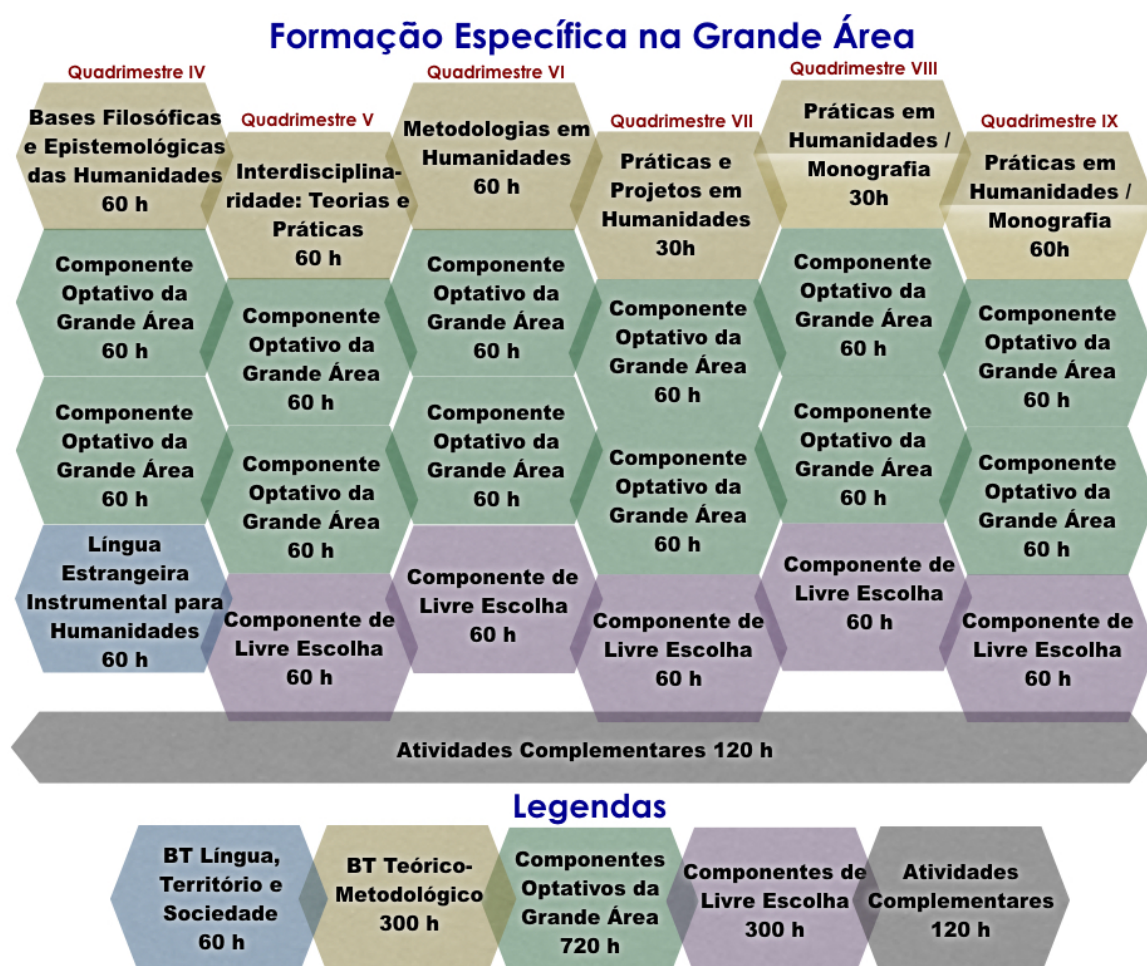 Formação Específica na Grande Área
Quadrimestre IV
Bases Filosóficas
e Epistemológicas
das Humanidades
60 h
Componente
Optativo da
Grande Área
60 h
Componente
Optativo da
Grande Área
60 h
Língua
Estrangeira
Instrumental para
Humanidades
60 h
Quadrimestre V
Interdisciplina-
ridade: Teorias e
Práticas
60 h
Componente
Optativo da
Grande Área
60 h
Componente
Optativo da
Grande Área
60 h
Componente de
Livre Escolha
60 h
Quadrimestre VI
Metodologias em
Humanidades
60 h
Componente
Optativo da
Grande Área
60 h
Componente
Optativo da
Grande Área
60 h
Componente de
Livre Escolha
60 h
Quadrimestre VII
Práticas e
Projetos em
Humanidades
30h
Componente
Optativo da
Grande Área
60 h
Componente
Optativo da
Grande Área
60 h
Componente de
Livre Escolha
60 h
Quadrimestre VIII
Práticas em
Humanidades /
Monografia
30h
Componente
Optativo da
Grande Área
60 h
Componente
Optativo da
Grande Área
60 h
Componente de
Livre Escolha
60 h
Quadrimestre IX
Práticas em
Humanidades /
Monografia
60h
Componente
Optativo da
Grande Área
60 h
Componente
Optativo da
Grande Área
60 h
Componente de
Livre Escolha
60 h
Atividades Complementares 120 h
Legendas
BT Língua,
Território e
Sociedade
60 h
BT Teórico-
Metodológico
300 h
Componentes
Optativos da
Grande Área
720 h
Componentes de
Livre Escolha
300 h
Atividades
Complementares
120 h